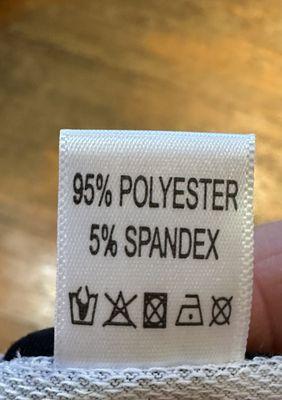 95% POLYESTER
5% SPANDEX